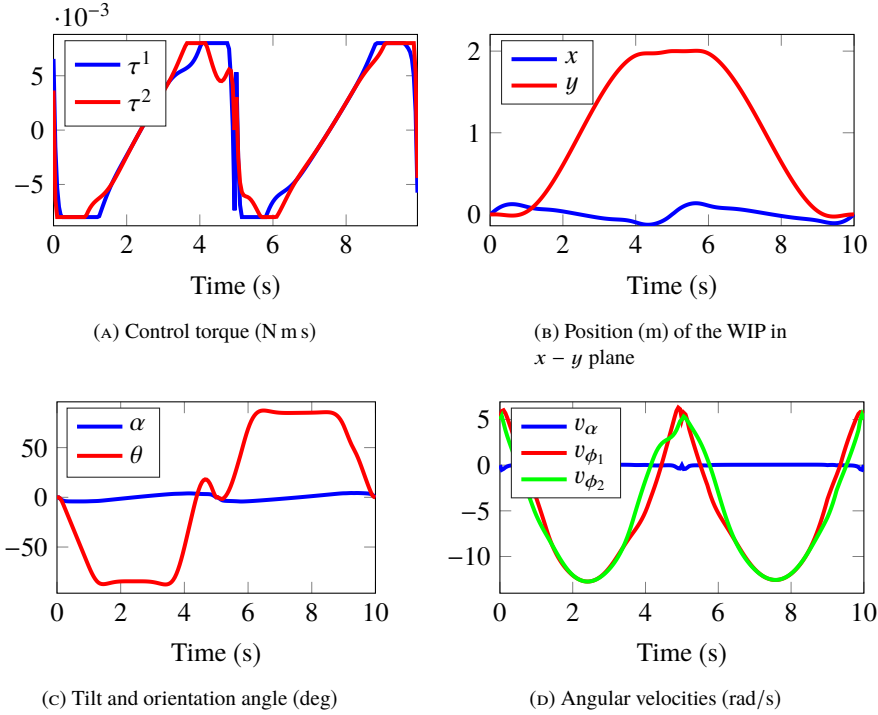 ·10⁻³
5
0
−5
τ¹
τ²
0 2 4 6 8
Time (s)
(A) Control torque (N m s)
2
1
0
x
y
0 2 4 6 8 10
Time (s)
(B) Position (m) of the WIP in
x − y plane
50
0
−50
α
θ
0 2 4 6 8 10
Time (s)
(C) Tilt and orientation angle (deg)
5
0
−5
−10
v_α
v_ϕ₁
v_ϕ₂
0 2 4 6 8 10
Time (s)
(D) Angular velocities (rad/s)